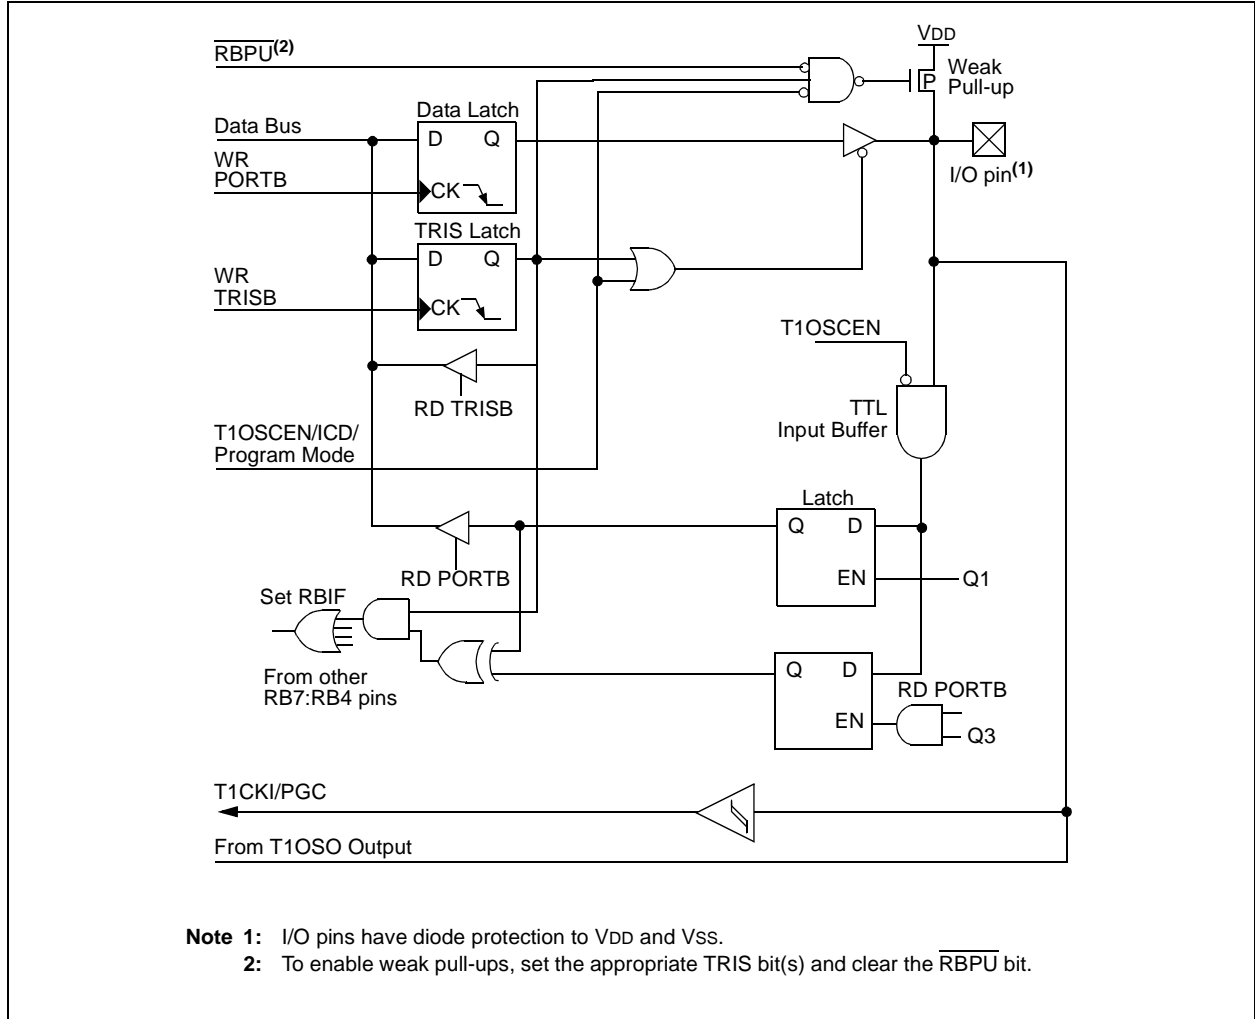 VDD
RBPU(2)
Weak
Pull-up
P
Data Latch
Data Bus
D Q
WR
PORTB
CK
I/O pin(1)
TRIS Latch
D Q
WR
TRISB
CK
T1OSCEN
RD TRISB
TTL
Input Buffer
T1OSCEN/ICD/
Program Mode
Latch
Q D
EN
Q1
RD PORTB
Set RBIF
From other
RB7:RB4 pins
Q D
EN
RD PORTB
Q3
T1CKI/PGC
From T1OSO Output
Note 1: I/O pins have diode protection to VDD and VSS.
2: To enable weak pull-ups, set the appropriate TRIS bit(s) and clear the RBPU bit.